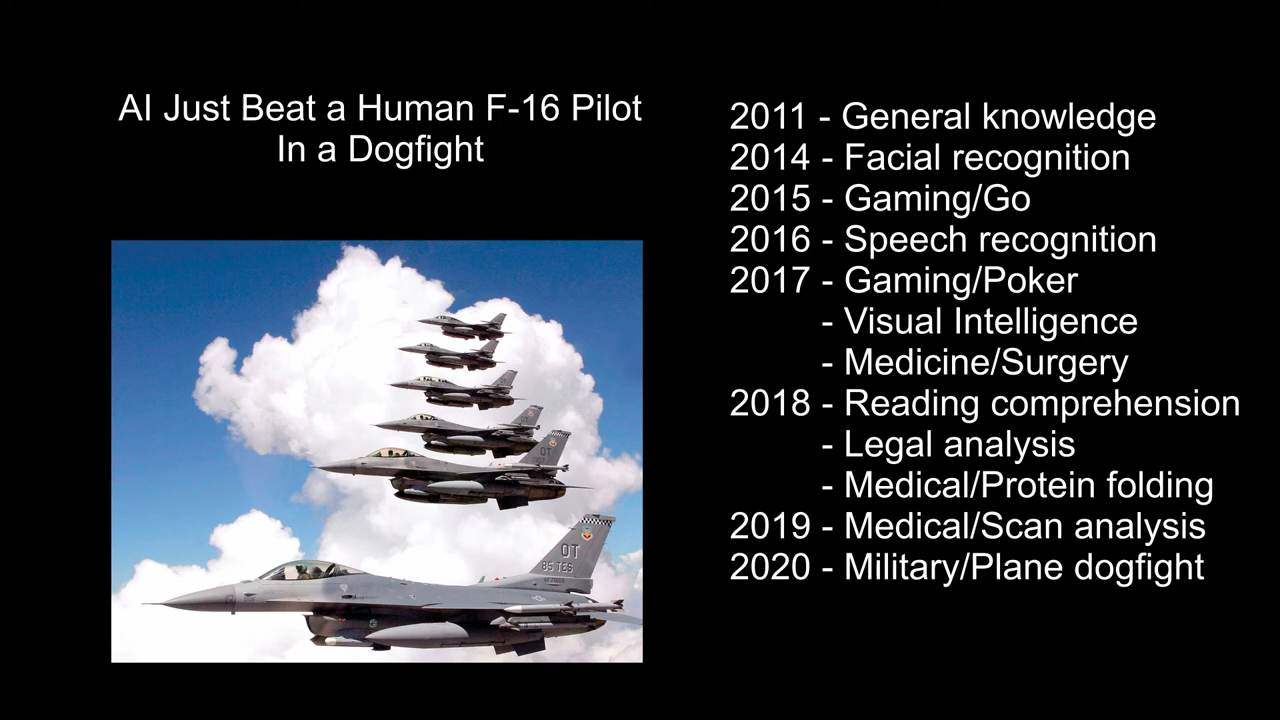 AI Just Beat a Human F-16 Pilot
In a Dogfight
2011 - General knowledge
2014 - Facial recognition
2015 - Gaming/Go
2016 - Speech recognition
2017 - Gaming/Poker
- Visual Intelligence
- Medicine/Surgery
2018 - Reading comprehension
- Legal analysis
- Medical/Protein folding
2019 - Medical/Scan analysis
2020 - Military/Plane dogfight
OT
OT
85 TES